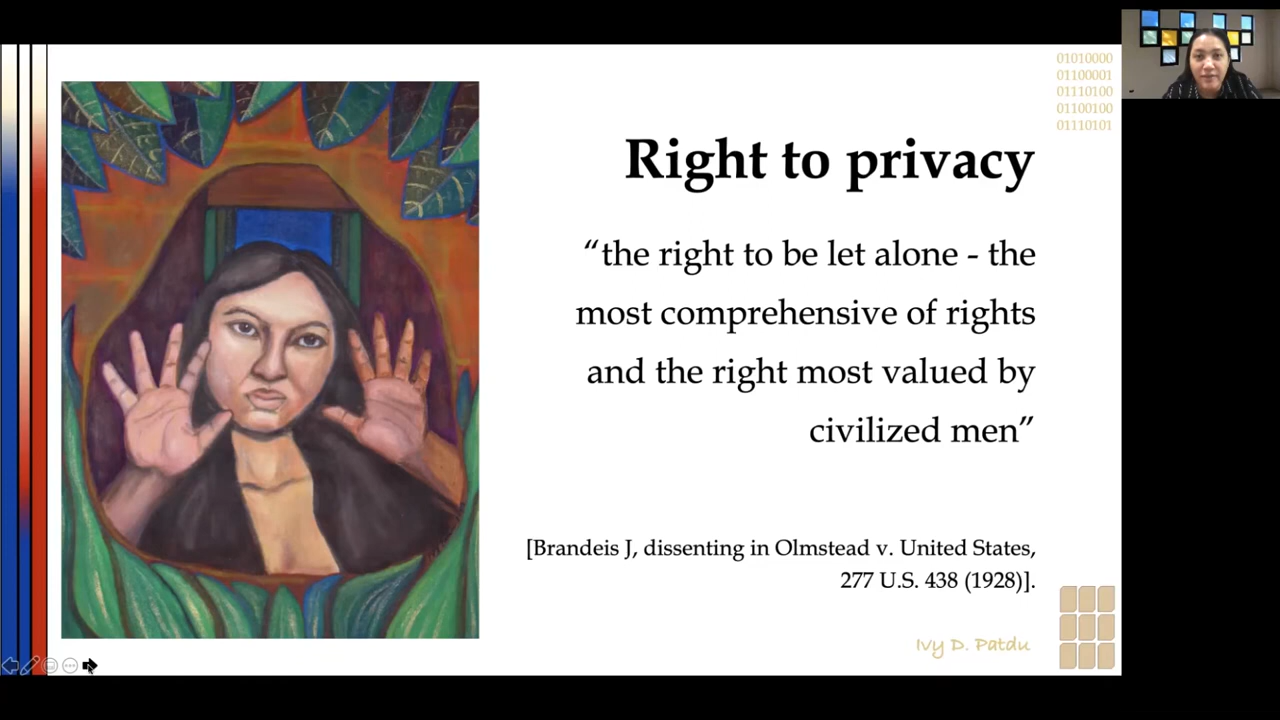 01010000
01100001
01110100
01100100
01110101
Right to privacy
“the right to be let alone - the
most comprehensive of rights
and the right most valued by
civilized men”
[Brandeis J, dissenting in Olmstead v. United States,
277 U.S. 438 (1928)].
Ivy D. Patdu